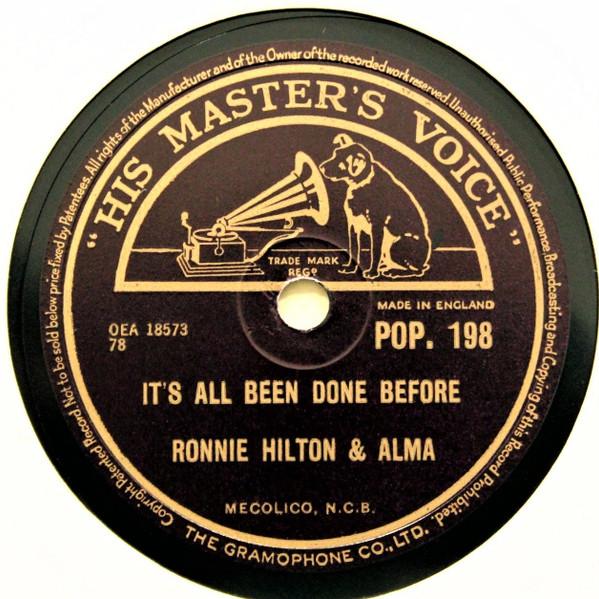 Copyright Patented Record Not to be sold below price fixed by Patentees. All rights of the Manufacturer and of the Owner of the recorded work reserved. Unauthorised Public Performance, Broadcasting and Copying of this Record Prohibited.
"HIS MASTER'S VOICE"
TRADE MARK
REGD
MADE IN ENGLAND
OEA 18573
78
POP. 198
IT'S ALL BEEN DONE BEFORE
RONNIE HILTON & ALMA
MECOLICO, N.C.B.
THE GRAMOPHONE CO., LTD.